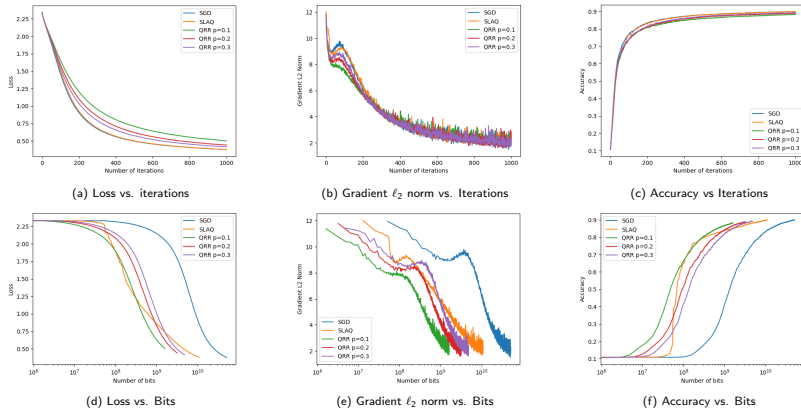 2.25
2.00
1.75
1.50
1.25
1.00
0.75
0.50
Loss
0 200 400 600 800 1000
Number of iterations
SGD
SLAQ
QRR p=0.1
QRR p=0.2
QRR p=0.3
(a) Loss vs. iterations
12
10
8
6
4
2
Gradient L2 Norm
0 200 400 600 800 1000
Number of iterations
SGD
SLAQ
QRR p=0.1
QRR p=0.2
QRR p=0.3
(b) Gradient ℓ₂ norm vs. Iterations
0.9
0.8
0.7
0.6
0.5
0.4
0.3
0.2
0.1
Accuracy
0 200 400 600 800 1000
Number of iterations
SGD
SLAQ
QRR p=0.1
QRR p=0.2
QRR p=0.3
(c) Accuracy vs Iterations
2.25
2.00
1.75
1.50
1.25
1.00
0.75
0.50
Loss
10⁶ 10⁷ 10⁸ 10⁹ 10¹⁰
Number of bits
SGD
SLAQ
QRR p=0.1
QRR p=0.2
QRR p=0.3
(d) Loss vs. Bits
12
10
8
6
4
2
Gradient L2 Norm
10⁶ 10⁷ 10⁸ 10⁹ 10¹⁰
Number of bits
SGD
SLAQ
QRR p=0.1
QRR p=0.2
QRR p=0.3
(e) Gradient ℓ₂ norm vs. Bits
0.9
0.8
0.7
0.6
0.5
0.4
0.3
0.2
0.1
Accuracy
10⁶ 10⁷ 10⁸ 10⁹ 10¹⁰
Number of bits
SGD
SLAQ
QRR p=0.1
QRR p=0.2
QRR p=0.3
(f) Accuracy vs. Bits